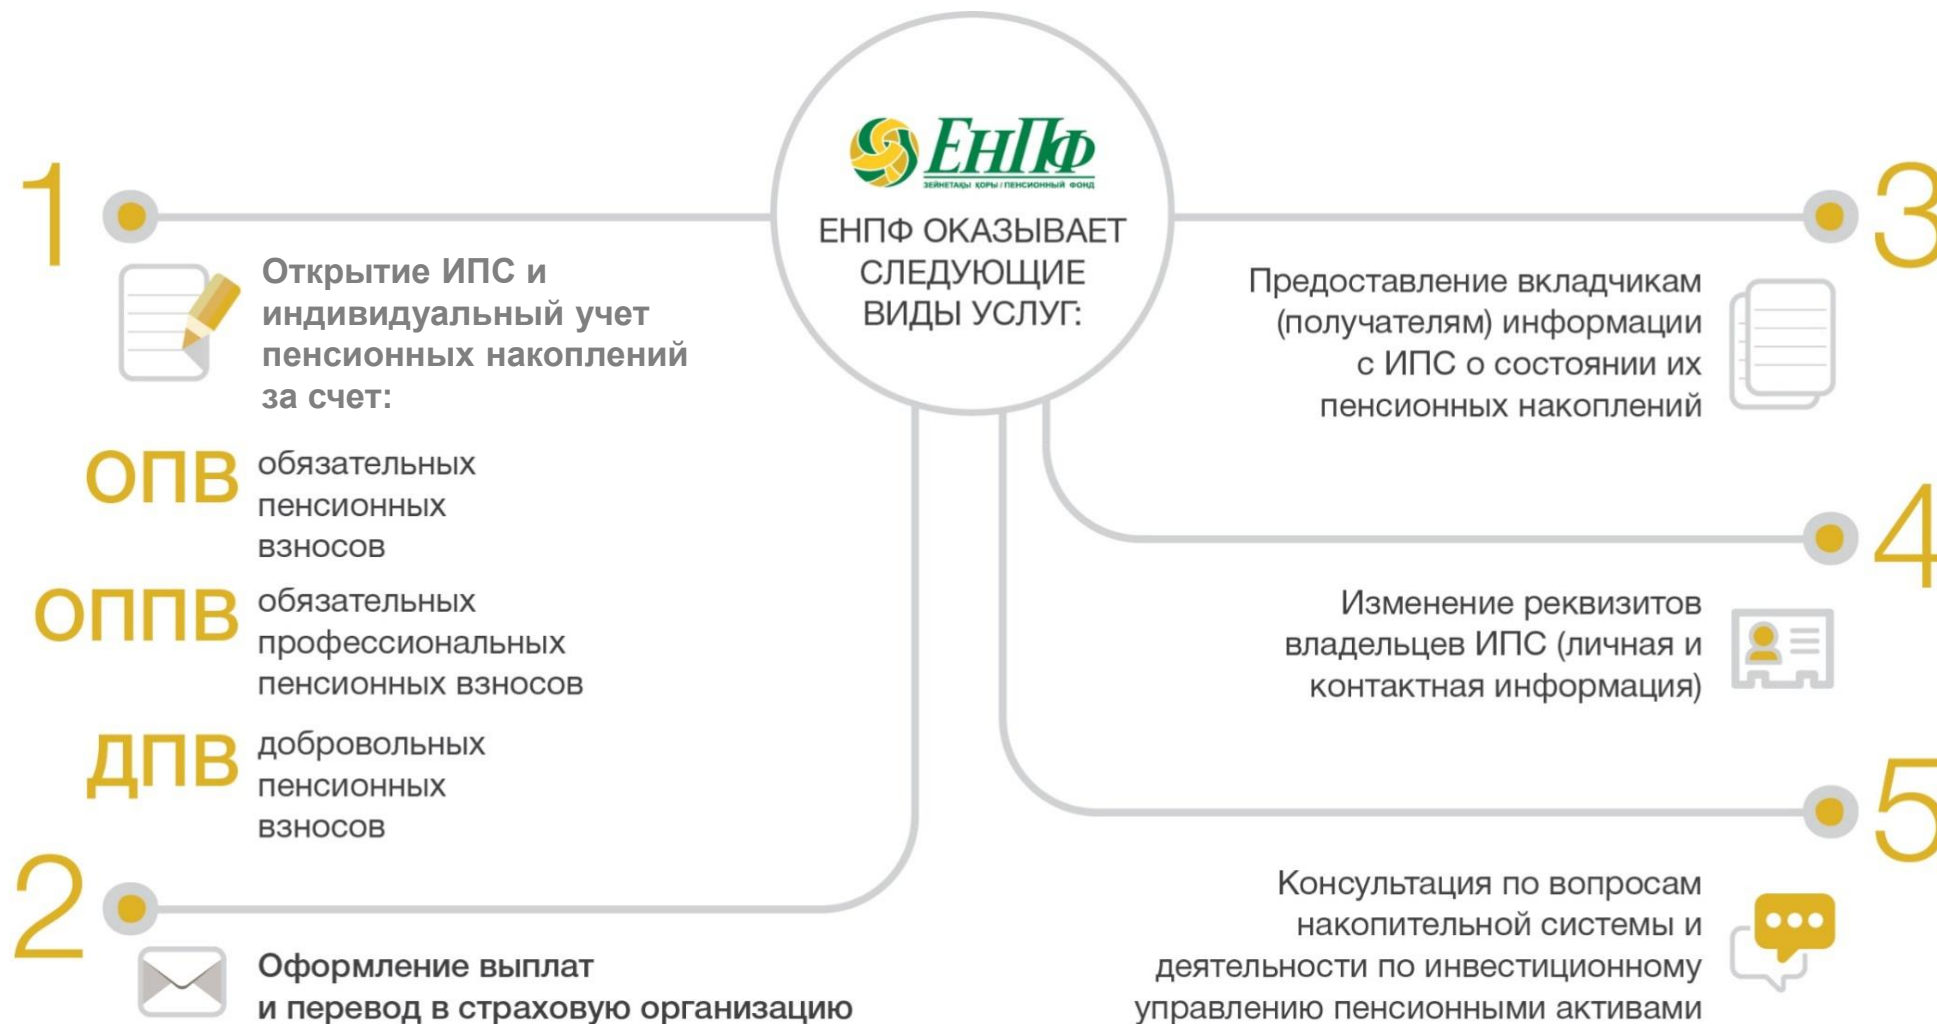 ЕНПФ
ЗЕЙНЕТАҚЫ ҚОРЫ / ПЕНСИОННЫЙ ФОНД
ЕНПФ ОКАЗЫВАЕТ
СЛЕДУЮЩИЕ
ВИДЫ УСЛУГ:
1
Открытие ИПС и
индивидуальный учет
пенсионных накоплений
за счет:
ОПВ
обязательных
пенсионных
взносов
ОППВ
обязательных
профессиональных
пенсионных взносов
ДПВ
добровольных
пенсионных
взносов
2
Оформление выплат
и перевод в страховую организацию
3
Предоставление вкладчикам
(получателям) информации
с ИПС о состоянии их
пенсионных накоплений
4
Изменение реквизитов
владельцев ИПС (личная и
контактная информация)
5
Консультация по вопросам
накопительной системы и
деятельности по инвестиционному
управлению пенсионными активами